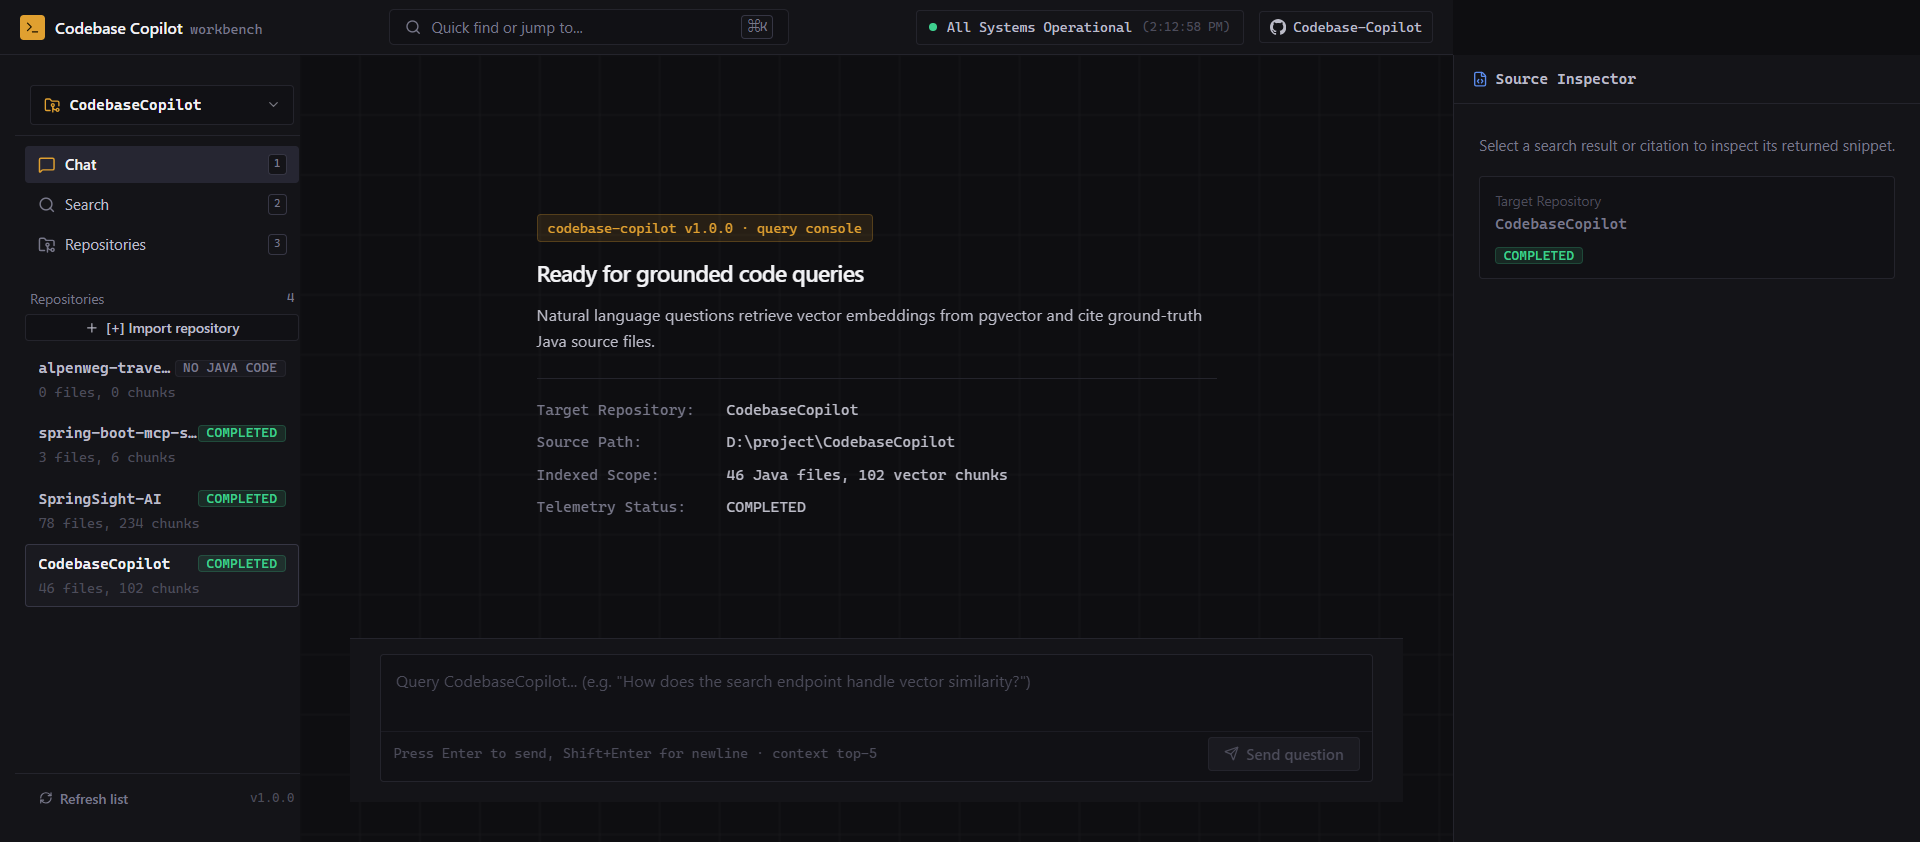 Codebase Copilot workbench
Quick find or jump to... ⌘K
All Systems Operational (2:12:58 PM)
Codebase-Copilot
CodebaseCopilot
Chat 1
Search 2
Repositories 3
Repositories 4
+ [+] Import repository
alpenweg-trave… NO JAVA CODE
0 files, 0 chunks
spring-boot-mcp-s… COMPLETED
3 files, 6 chunks
SpringSight-AI COMPLETED
78 files, 234 chunks
CodebaseCopilot COMPLETED
46 files, 102 chunks
Refresh list v1.0.0
codebase-copilot v1.0.0 · query console
Ready for grounded code queries
Natural language questions retrieve vector embeddings from pgvector and cite ground-truth
Java source files.
Target Repository: CodebaseCopilot
Source Path: D:\project\CodebaseCopilot
Indexed Scope: 46 Java files, 102 vector chunks
Telemetry Status: COMPLETED
Query CodebaseCopilot... (e.g. "How does the search endpoint handle vector similarity?")
Press Enter to send, Shift+Enter for newline · context top-5
Send question
Source Inspector
Select a search result or citation to inspect its returned snippet.
Target Repository
CodebaseCopilot
COMPLETED